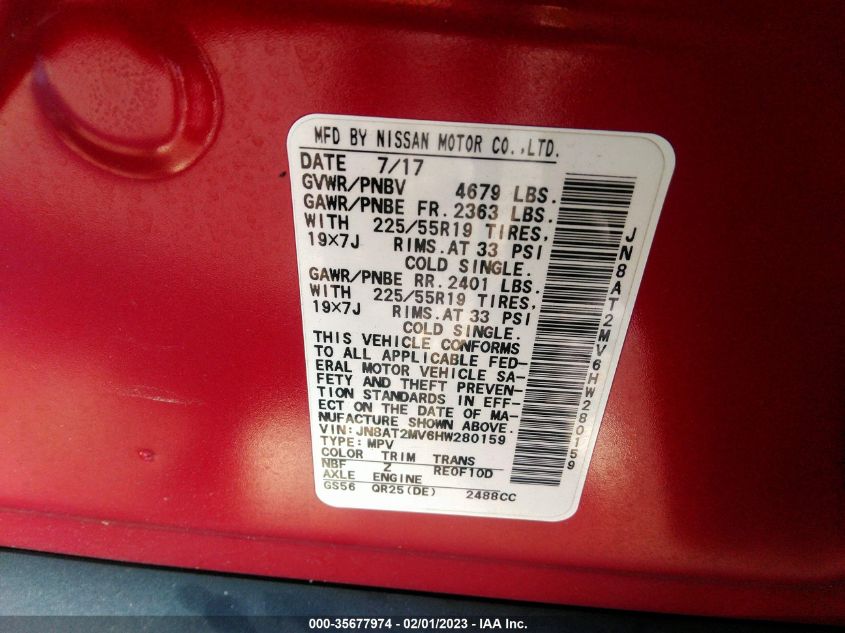 MFD BY NISSAN MOTOR CO.,LTD.
DATE 7/17
GVWR/PNBV 4679 LBS.
GAWR/PNBE FR. 2363 LBS.
WITH 225/55R19 TIRES,
19×7J RIMS.AT 33 PSI
COLD SINGLE.
GAWR/PNBE RR. 2401 LBS.
WITH 225/55R19 TIRES,
19×7J RIMS.AT 33 PSI
COLD SINGLE.
THIS VEHICLE CONFORMS
TO ALL APPLICABLE FED-
ERAL MOTOR VEHICLE SA-
FETY AND THEFT PREVEN-
TION STANDARDS IN EFF-
ECT ON THE DATE OF MA-
NUFACTURE SHOWN ABOVE.
VIN: JN8AT2MV6HW280159
TYPE: MPV
COLOR TRIM TRANS
NBF Z RE0F10D
AXLE ENGINE
GS56 QR25(DE) 2488CC
JN8AT2MV6HW280159
000-35677974 - 02/01/2023 - IAA Inc.